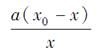 a(x₀ − x)
x